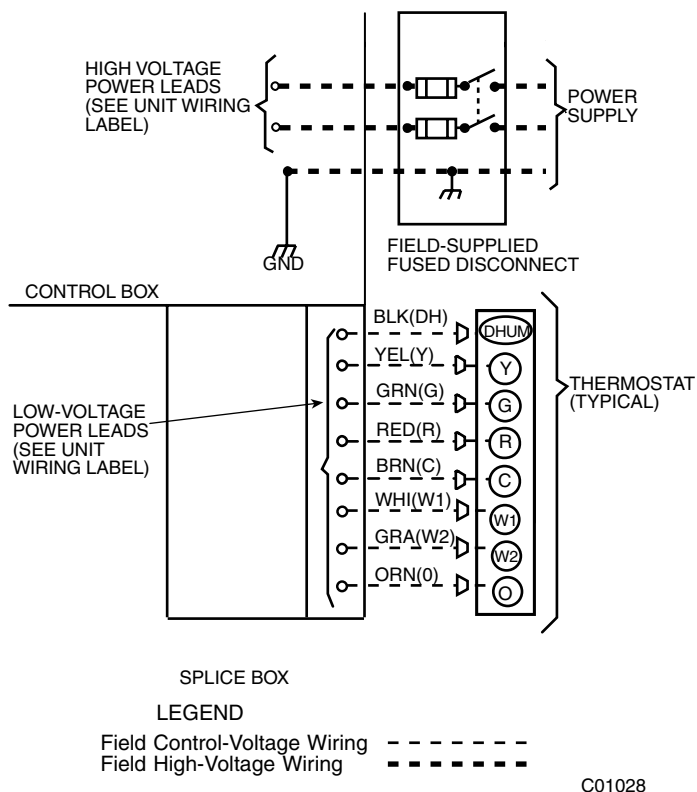 HIGH VOLTAGE
POWER LEADS
(SEE UNIT WIRING
LABEL)
POWER
SUPPLY
GND
FIELD-SUPPLIED
FUSED DISCONNECT
CONTROL BOX
LOW-VOLTAGE
POWER LEADS
(SEE UNIT
WIRING LABEL)
BLK(DH)
DHUM
YEL(Y)
Y
GRN(G)
G
RED(R)
R
BRN(C)
C
WHI(W1)
W1
GRA(W2)
W2
ORN(0)
O
THERMOSTAT
(TYPICAL)
SPLICE BOX
LEGEND
Field Control-Voltage Wiring
Field High-Voltage Wiring
C01028